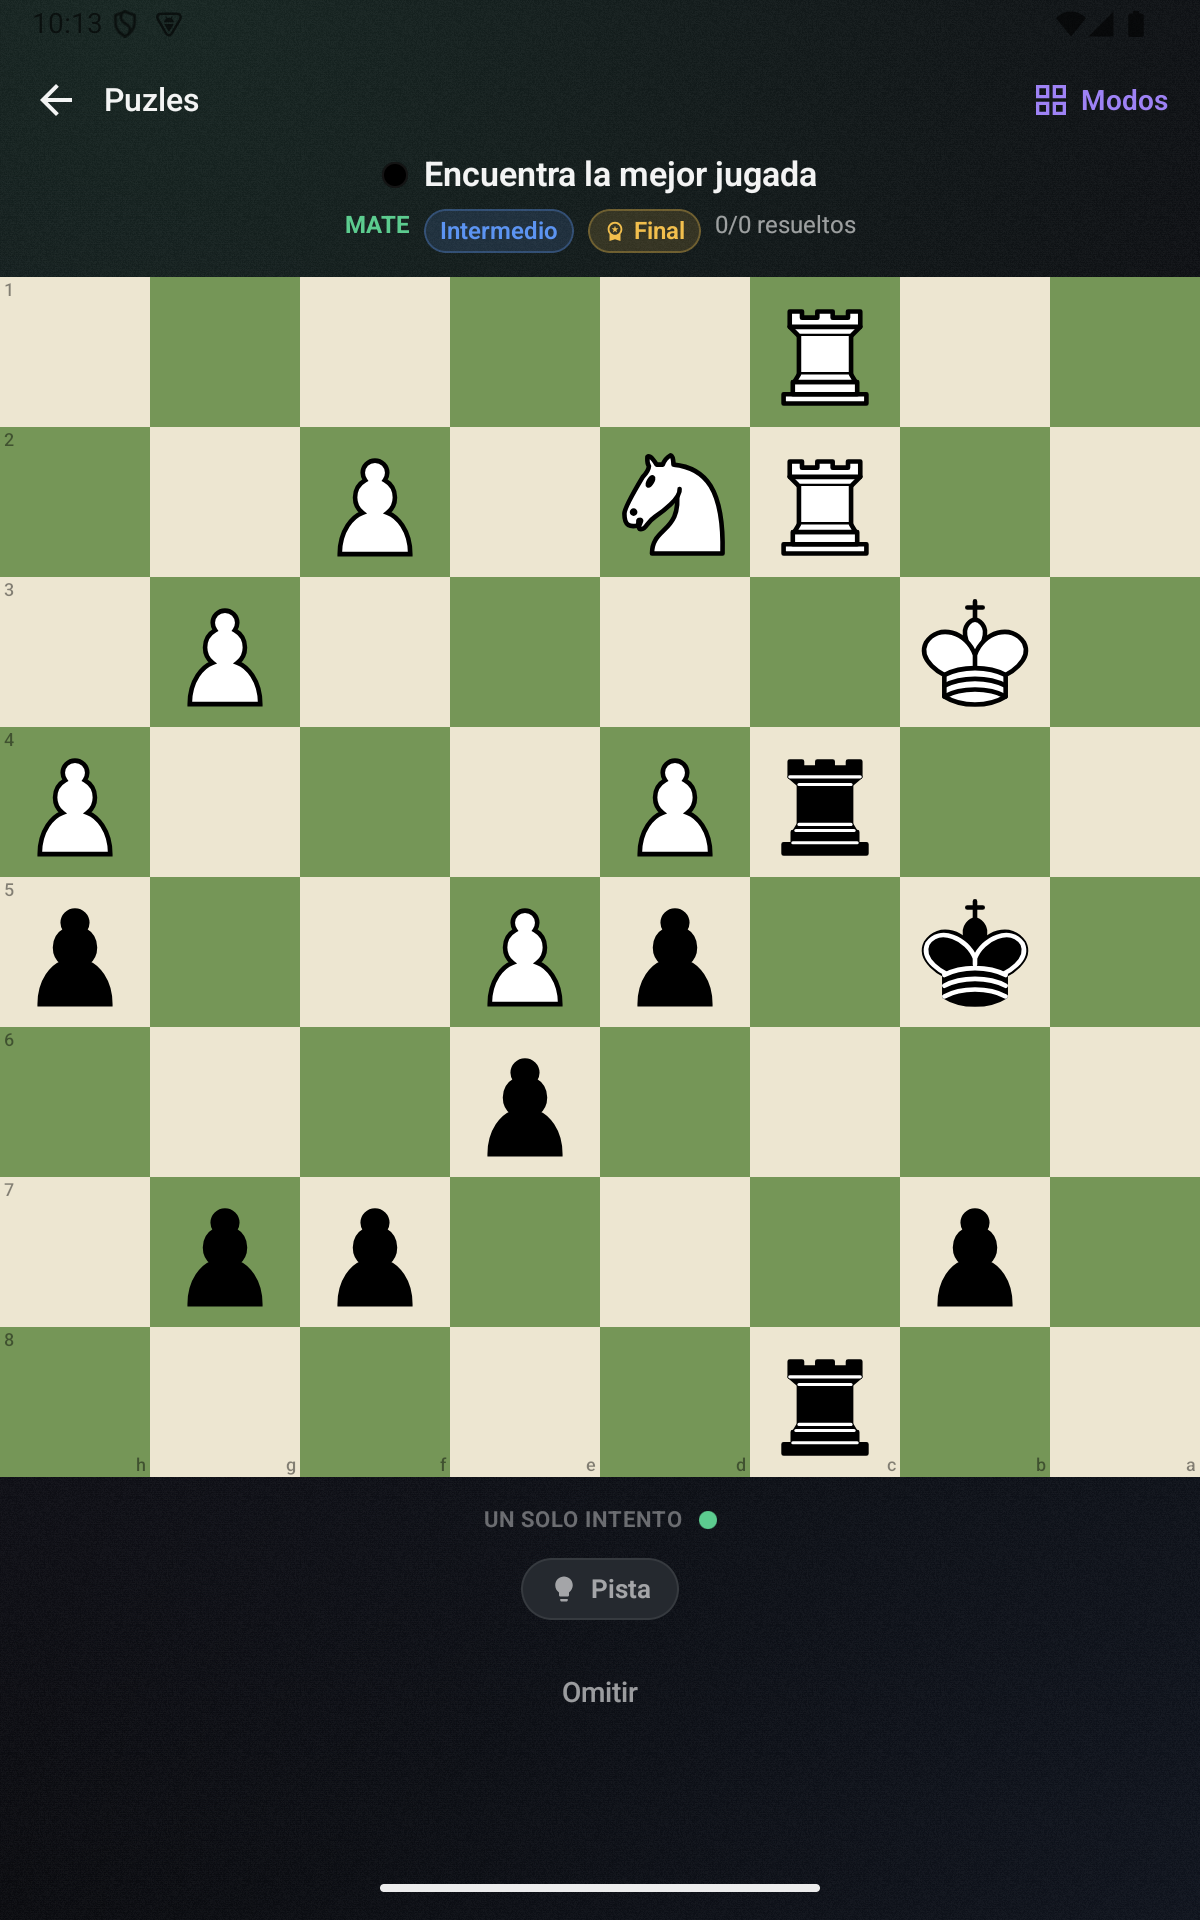 10:13
Puzles
Modos
Encuentra la mejor jugada
MATE Intermedio Final 0/0 resueltos
1
2
3
4
5
6
7
8
h g f e d c b a
UN SOLO INTENTO
Pista
Omitir